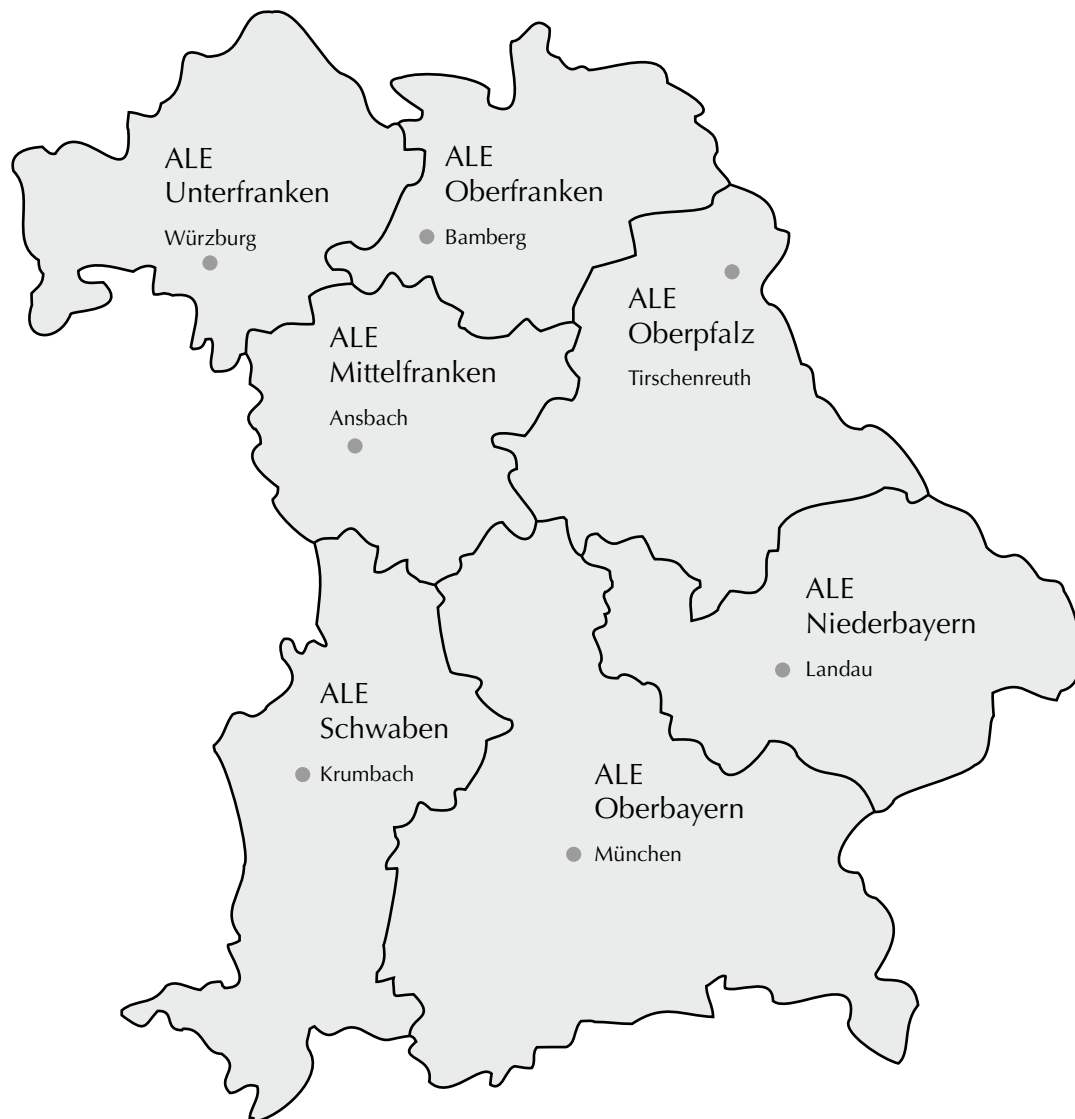 ALE
Unterfranken
Würzburg
ALE
Oberfranken
Bamberg
ALE
Oberpfalz
Tirschenreuth
ALE
Mittelfranken
Ansbach
ALE
Niederbayern
Landau
ALE
Schwaben
Krumbach
ALE
Oberbayern
München